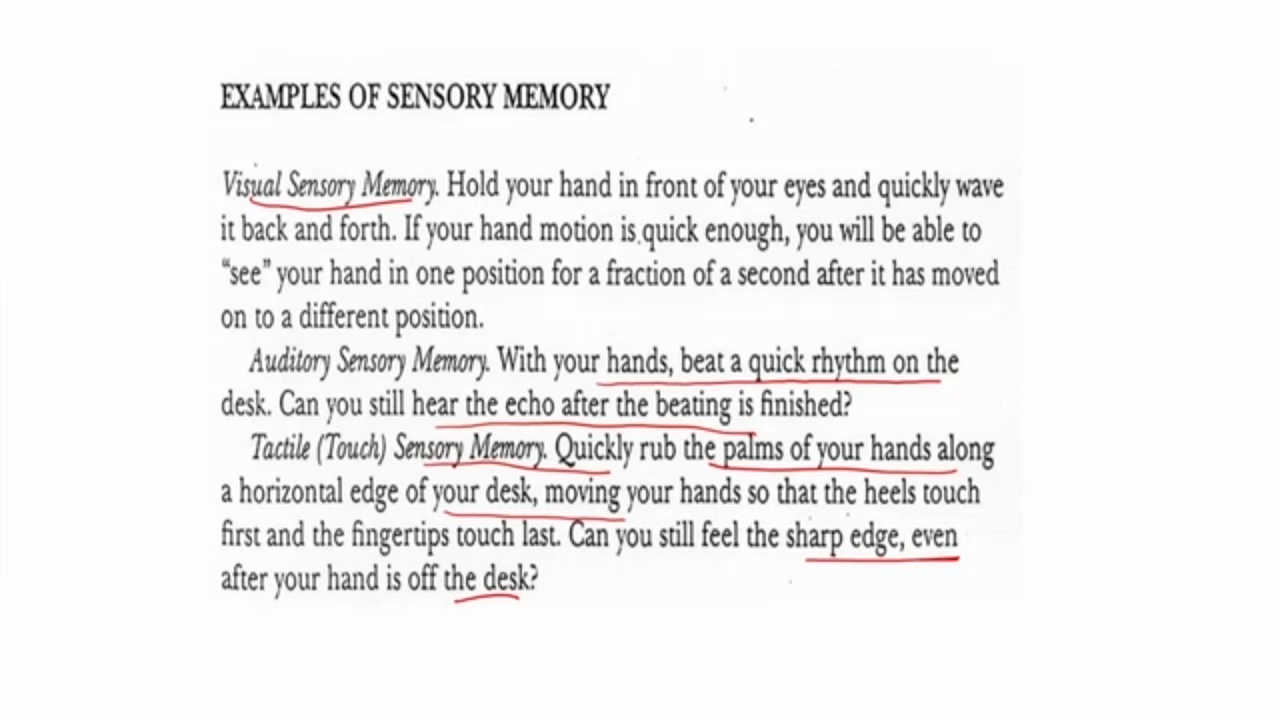 EXAMPLES OF SENSORY MEMORY
Visual Sensory Memory. Hold your hand in front of your eyes and quickly wave
it back and forth. If your hand motion is quick enough, you will be able to
“see” your hand in one position for a fraction of a second after it has moved
on to a different position.
Auditory Sensory Memory. With your hands, beat a quick rhythm on the
desk. Can you still hear the echo after the beating is finished?
Tactile (Touch) Sensory Memory. Quickly rub the palms of your hands along
a horizontal edge of your desk, moving your hands so that the heels touch
first and the fingertips touch last. Can you still feel the sharp edge, even
after your hand is off the desk?